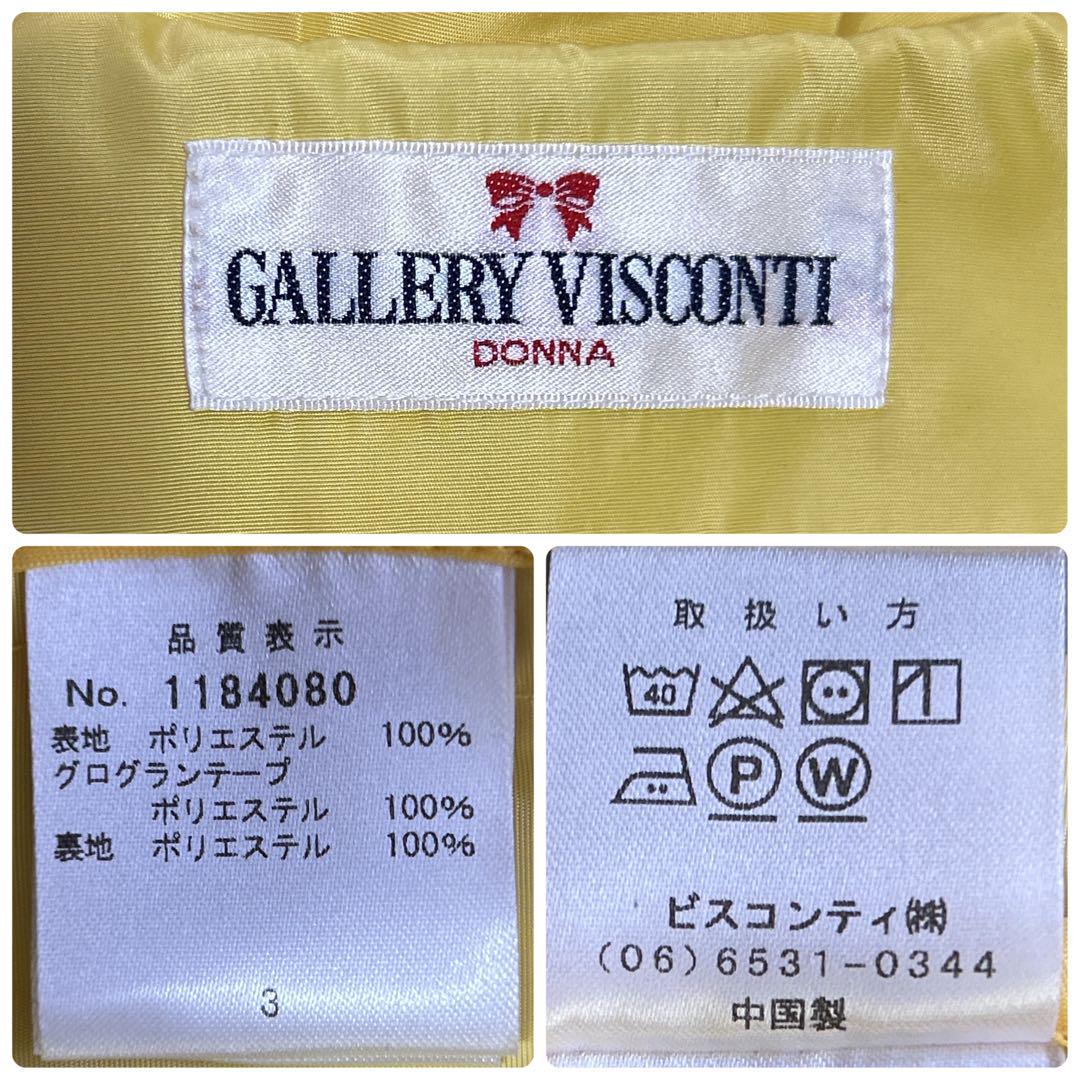 GALLERY VISCONTI
DONNA
品質表示
No. 1184080
表地 ポリエステル 100%
グログランテープ
ポリエステル 100%
裏地 ポリエステル 100%
3
取扱い方
40
P W
ビスコンティ㈱
(06)6531-0344
中国製